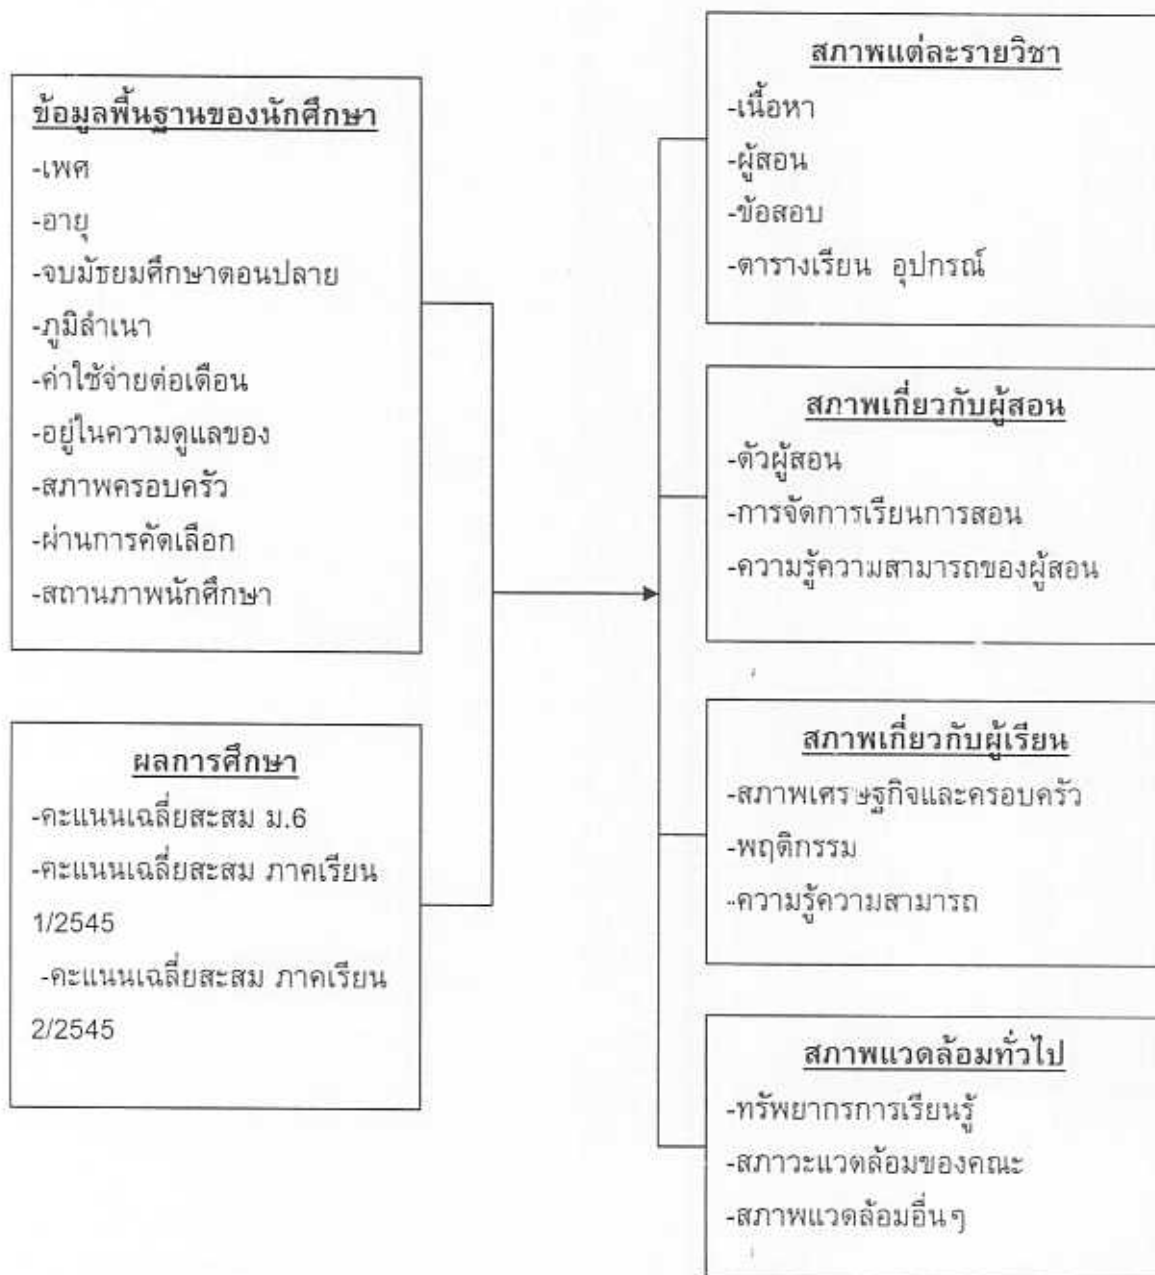 ข้อมูลพื้นฐานของนักศึกษา
-เพศ
-อายุ
-จบมัธยมศึกษาตอนปลาย
-ภูมิลำเนา
-ค่าใช้จ่ายต่อเดือน
-อยู่ในความดูแลของ
-สภาพครอบครัว
-ผ่านการคัดเลือก
-สถานภาพนักศึกษา
ผลการศึกษา
-คะแนนเฉลี่ยสะสม ม.6
-คะแนนเฉลี่ยสะสม ภาคเรียน
1/2545
-คะแนนเฉลี่ยสะสม ภาคเรียน
2/2545
สภาพแต่ละรายวิชา
-เนื้อหา
-ผู้สอน
-ข้อสอบ
-ตารางเรียน อุปกรณ์
สภาพเกี่ยวกับผู้สอน
-ตัวผู้สอน
-การจัดการเรียนการสอน
-ความรู้ความสามารถของผู้สอน
สภาพเกี่ยวกับผู้เรียน
-สภาพเศรษฐกิจและครอบครัว
-พฤติกรรม
-ความรู้ความสามารถ
สภาพแวดล้อมทั่วไป
-ทรัพยากรการเรียนรู้
-สภาวะแวดล้อมของคณะ
-สภาพแวดล้อมอื่นๆ